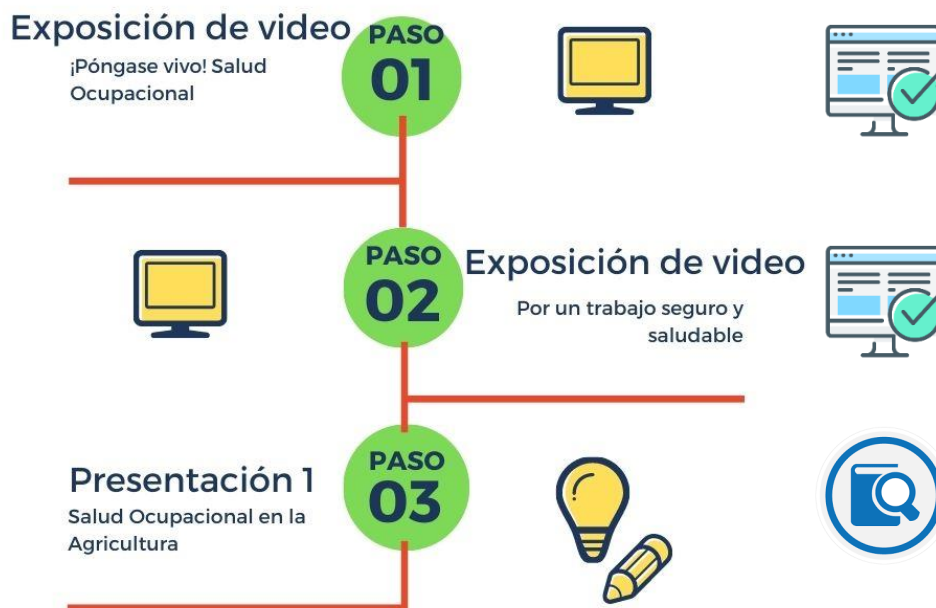 Exposición de video
¡Póngase vivo! Salud
Ocupacional
PASO
01
PASO
02
Exposición de video
Por un trabajo seguro y
saludable
Presentación 1
Salud Ocupacional en la
Agricultura
PASO
03